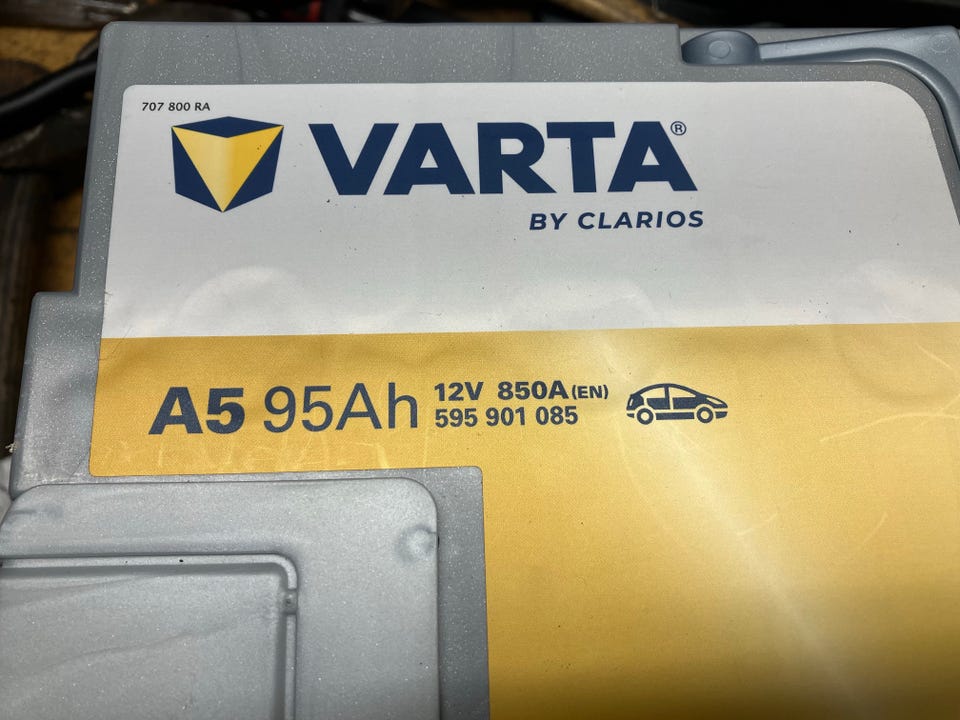 707 800 RA
VARTA®
BY CLARIOS
A5 95Ah 12V 850A (EN)
595 901 085